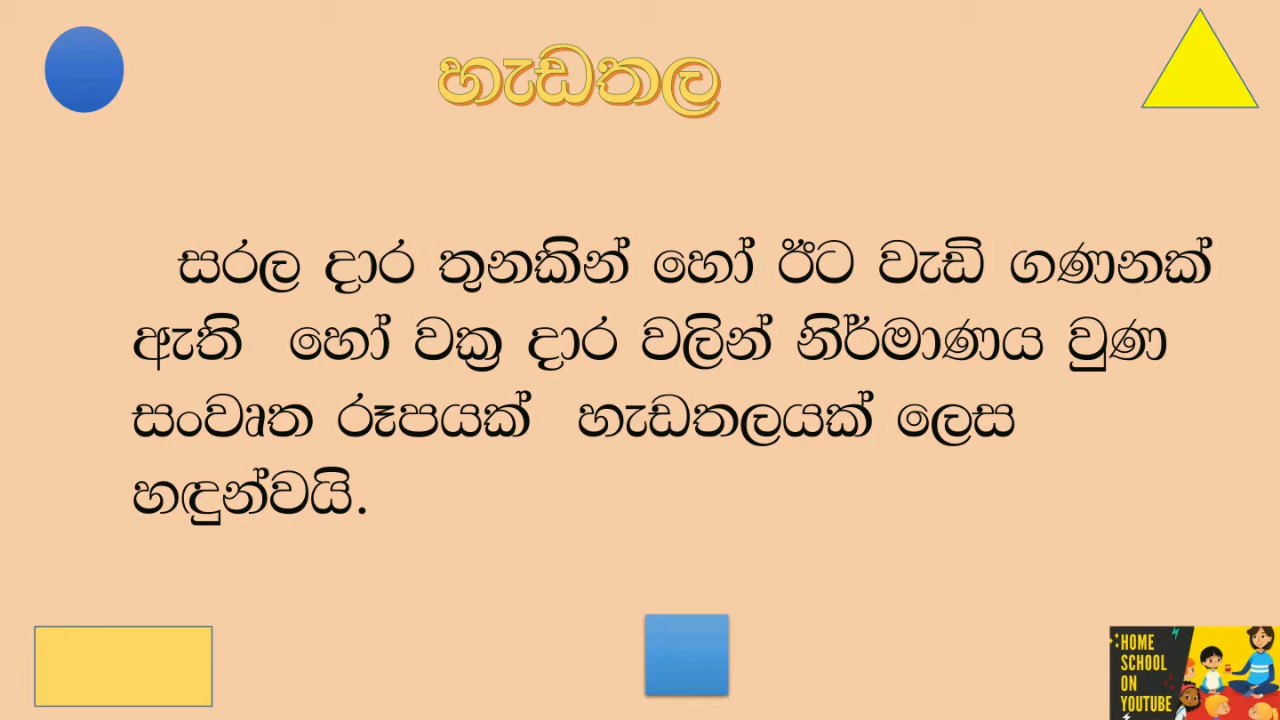 හැඩතල
සරල දාර තුනකින් හෝ ඊට වැඩි ගණනක්
ඇති හෝ වක්‍ර දාර වලින් නිර්මාණය වුණ
සංවෘත රූපයක් හැඩතලයක් ලෙස
හඳුන්වයි.
HOME
SCHOOL
ON
YOUTUBE